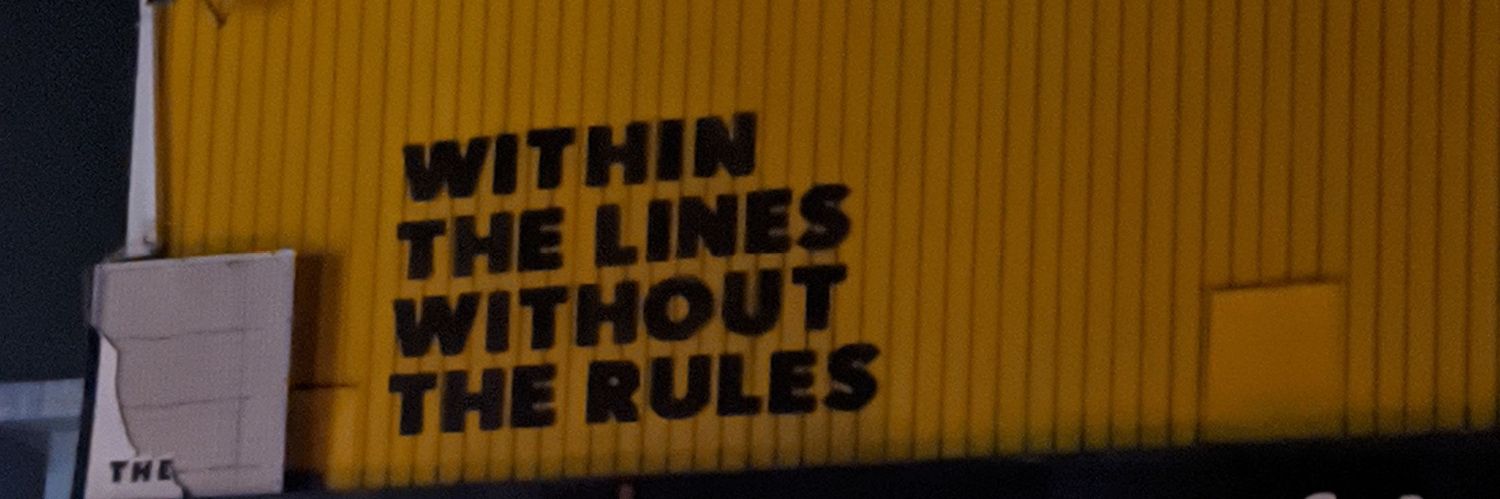 WITHIN
THE LINES
WITHOUT
THE RULES
THE